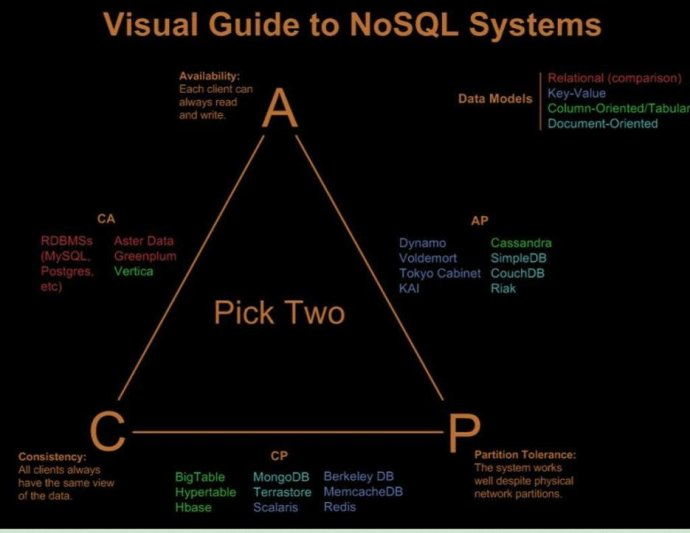 Visual Guide to NoSQL Systems
Availability:
Each client can
always read
and write.
A
Data Models
Relational (comparison)
Key-Value
Column-Oriented/Tabular
Document-Oriented
CA
RDBMSs
(MySQL,
Postgres,
etc)
Aster Data
Greenplum
Vertica
AP
Dynamo
Voldemort
Tokyo Cabinet
KAI
Cassandra
SimpleDB
CouchDB
Riak
Pick Two
C
Consistency:
All clients always
have the same view
of the data.
CP
BigTable
Hypertable
Hbase
MongoDB
Terrastore
Scalaris
Berkeley DB
MemcacheDB
Redis
P
Partition Tolerance:
The system works
well despite physical
network partitions.